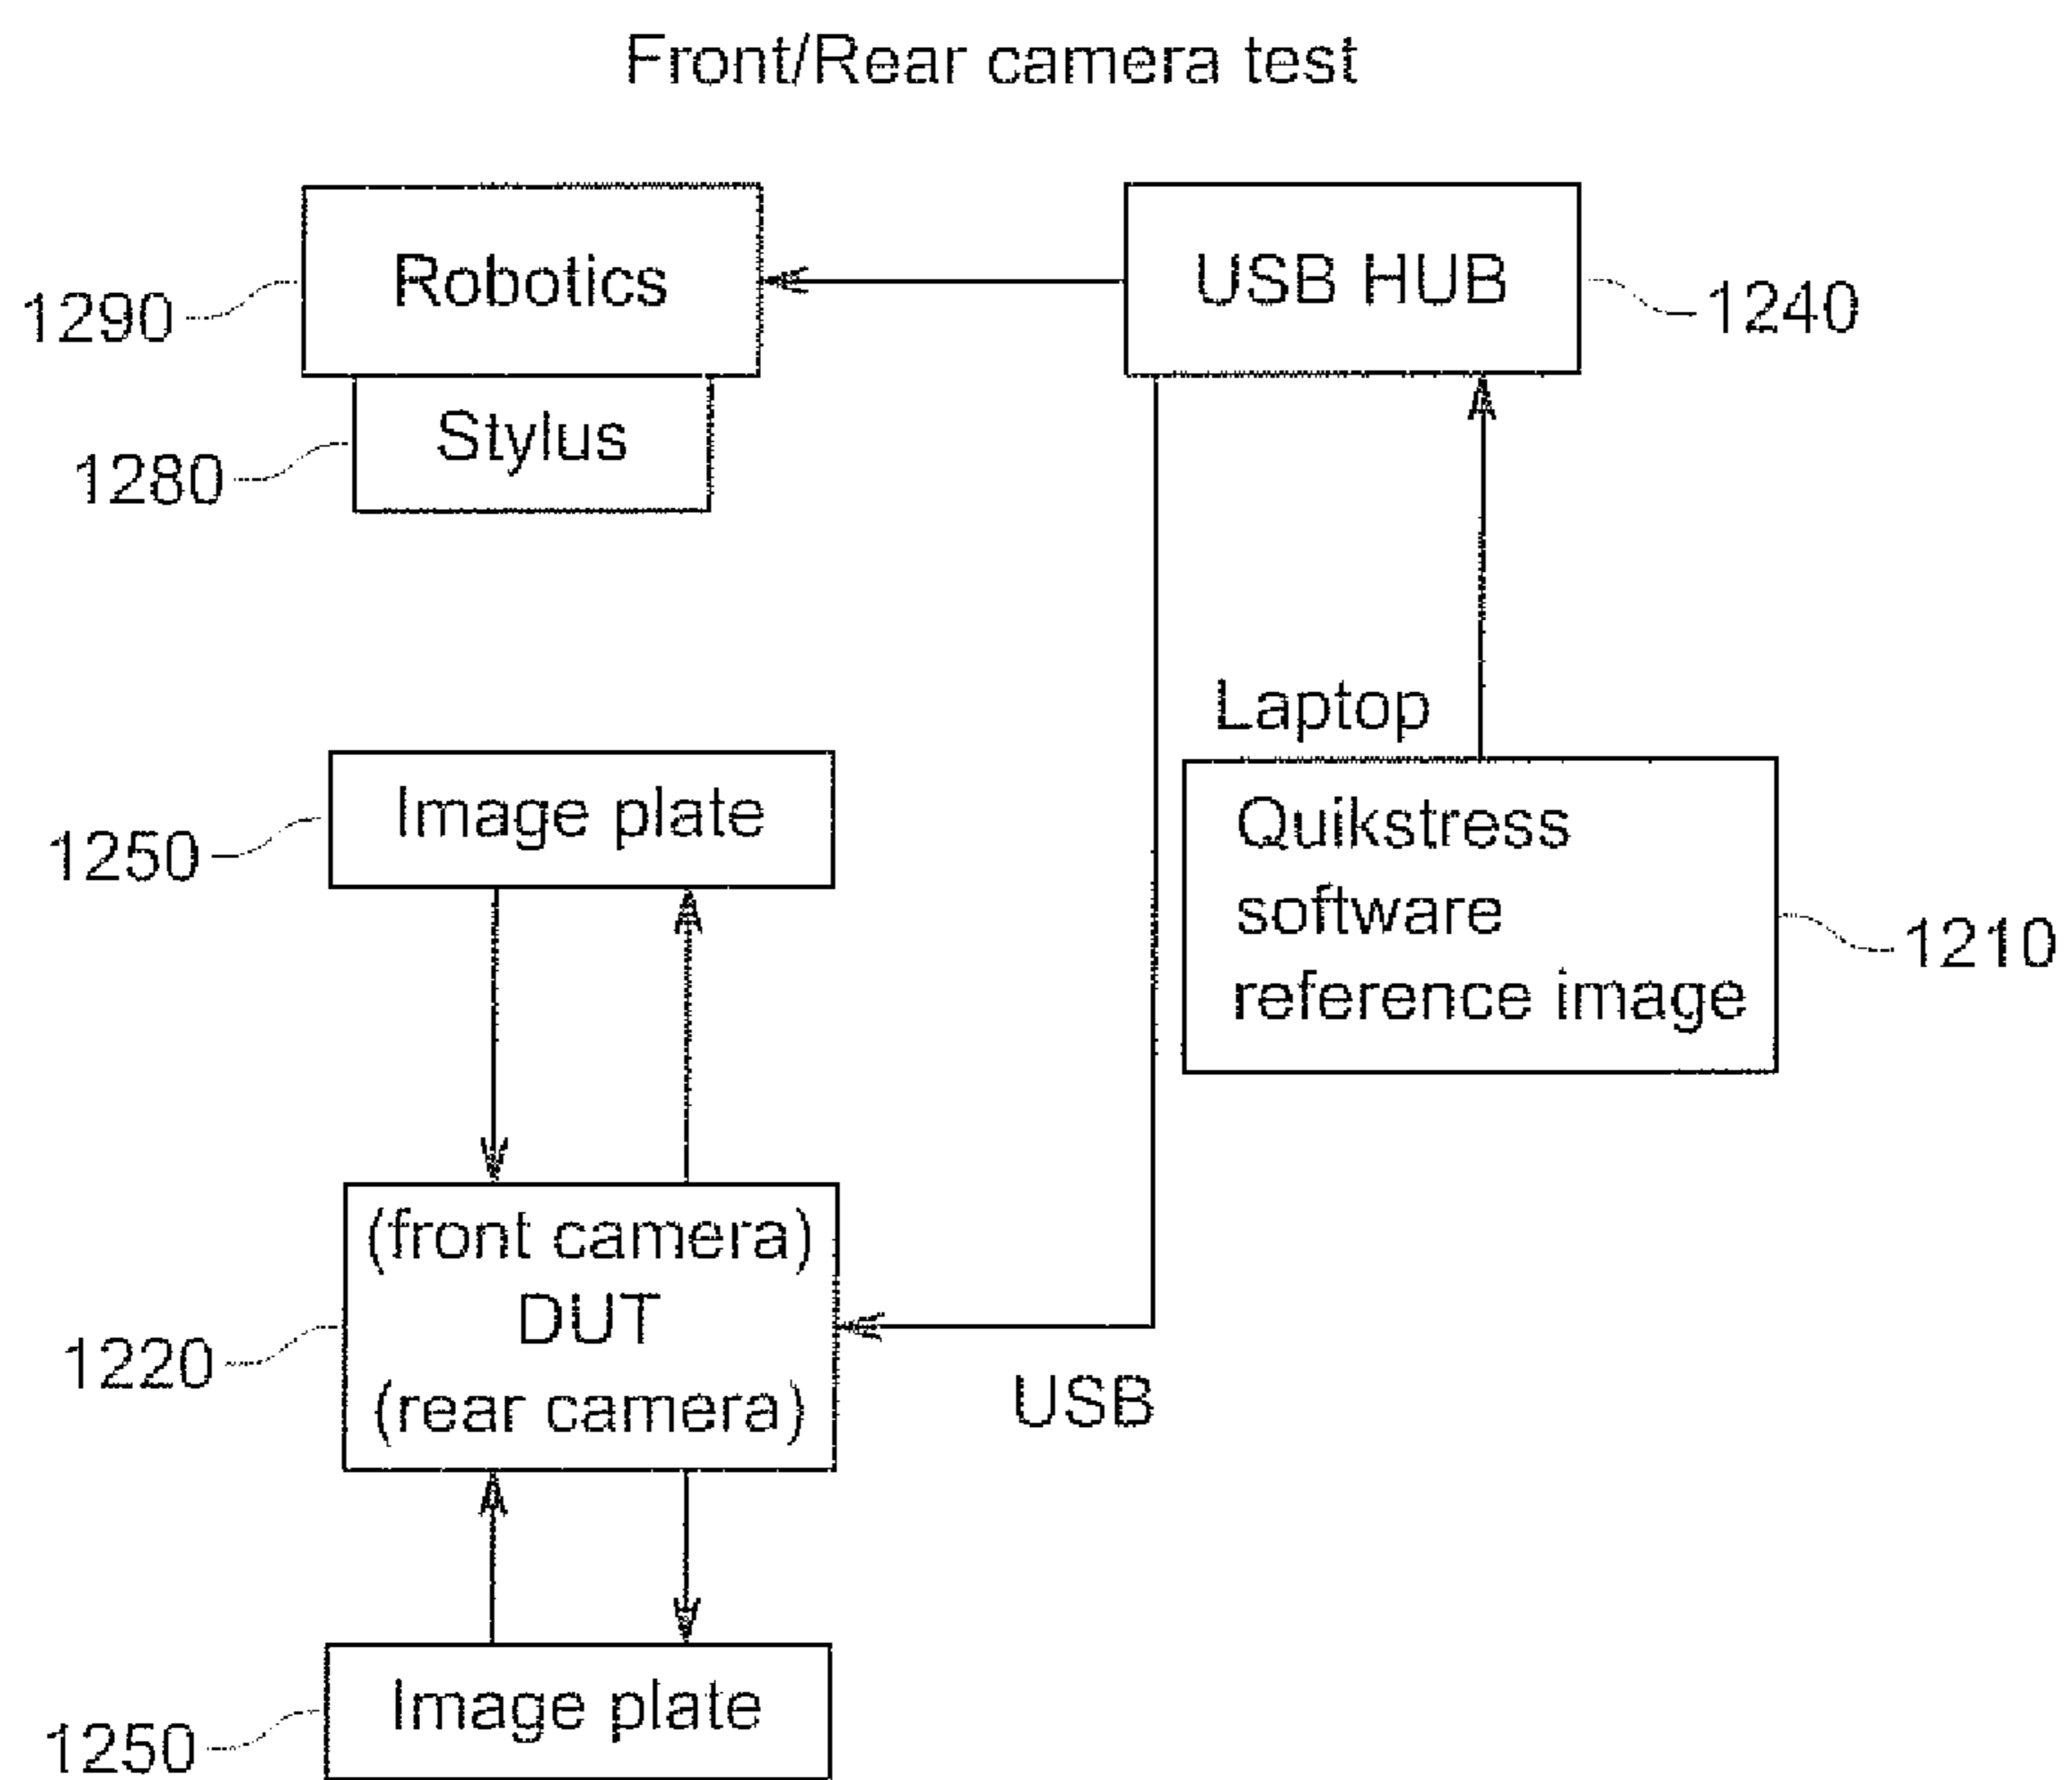 Front/Rear camera test
Robotics
USB HUB
1290
1240
Stylus
1280
Laptop
Image plate
1250
Quikstress
software
reference image
1210
(front camera)
DUT
(rear camera)
1220
USB
Image plate
1250